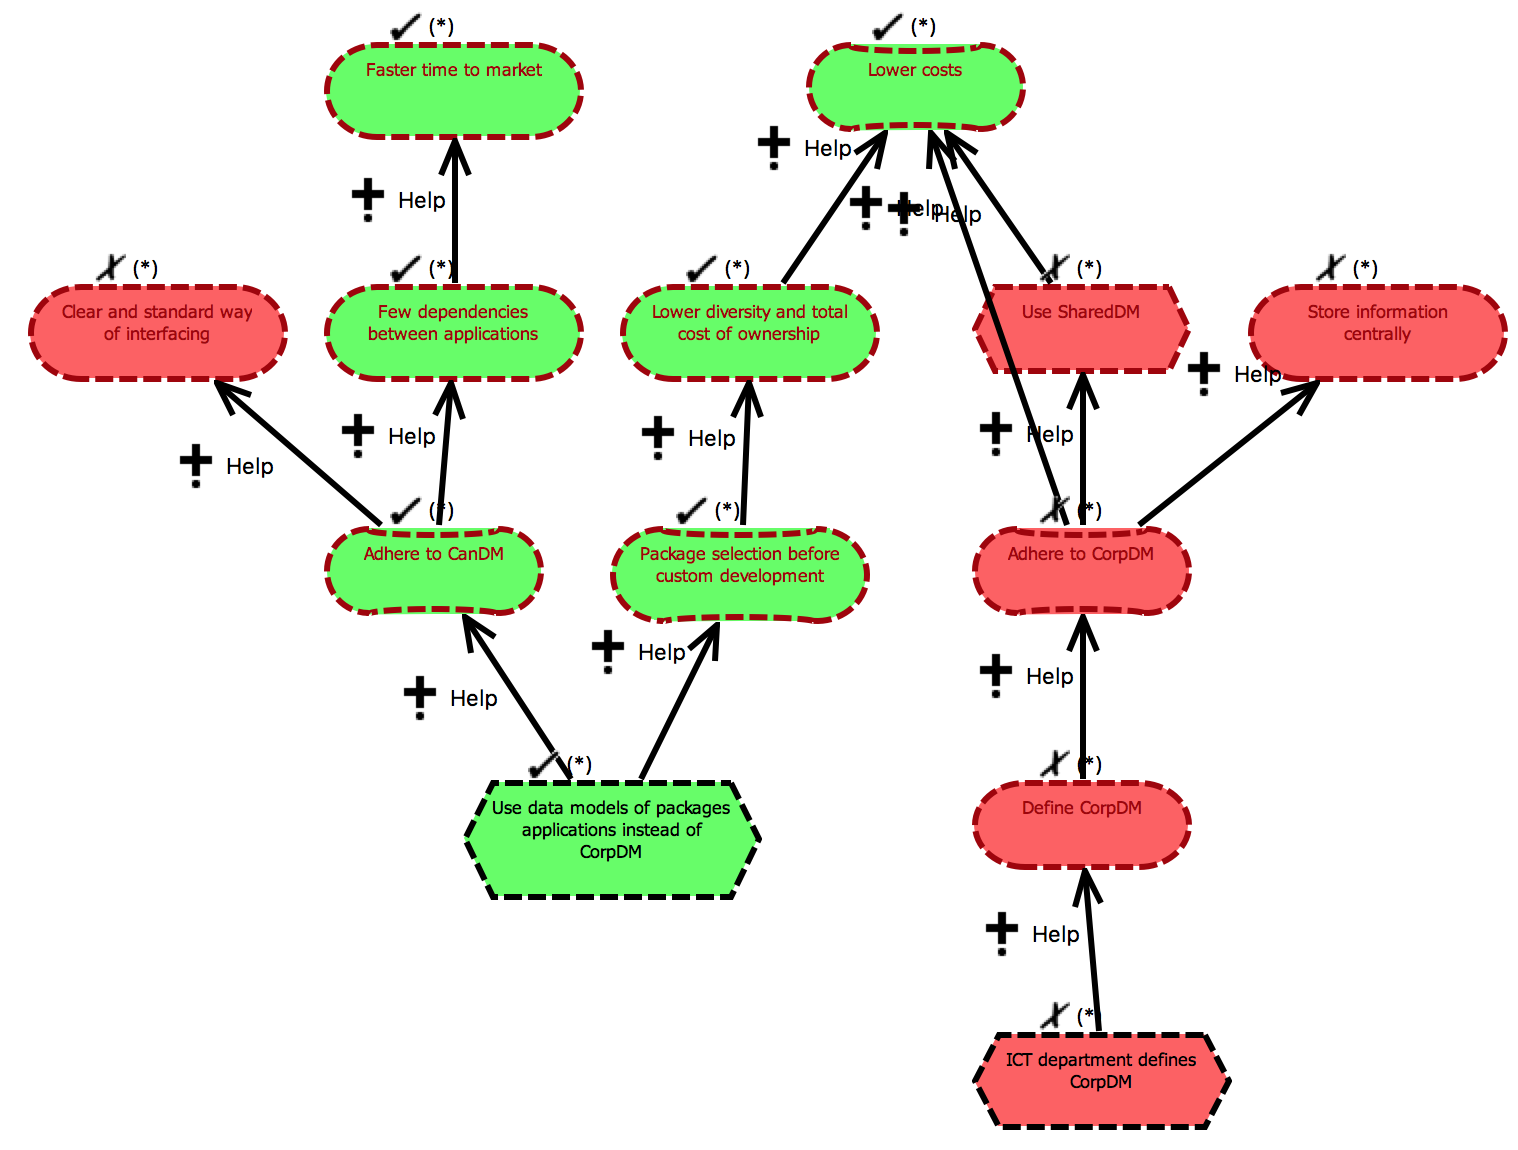 (*)
(*)
Faster time to market
Lower costs
Help
Help
Help
Help
(*)
(*)
(*)
(*)
(*)
Clear and standard way
of interfacing
Few dependencies
between applications
Lower diversity and total
cost of ownership
Use SharedDM
Store information
centrally
Help
Help
Help
Help
Help
(*)
(*)
(*)
Adhere to CanDM
Package selection before
custom development
Adhere to CorpDM
Help
Help
Help
(*)
(*)
Use data models of packages
applications instead of
CorpDM
Define CorpDM
Help
(*)
ICT department defines
CorpDM